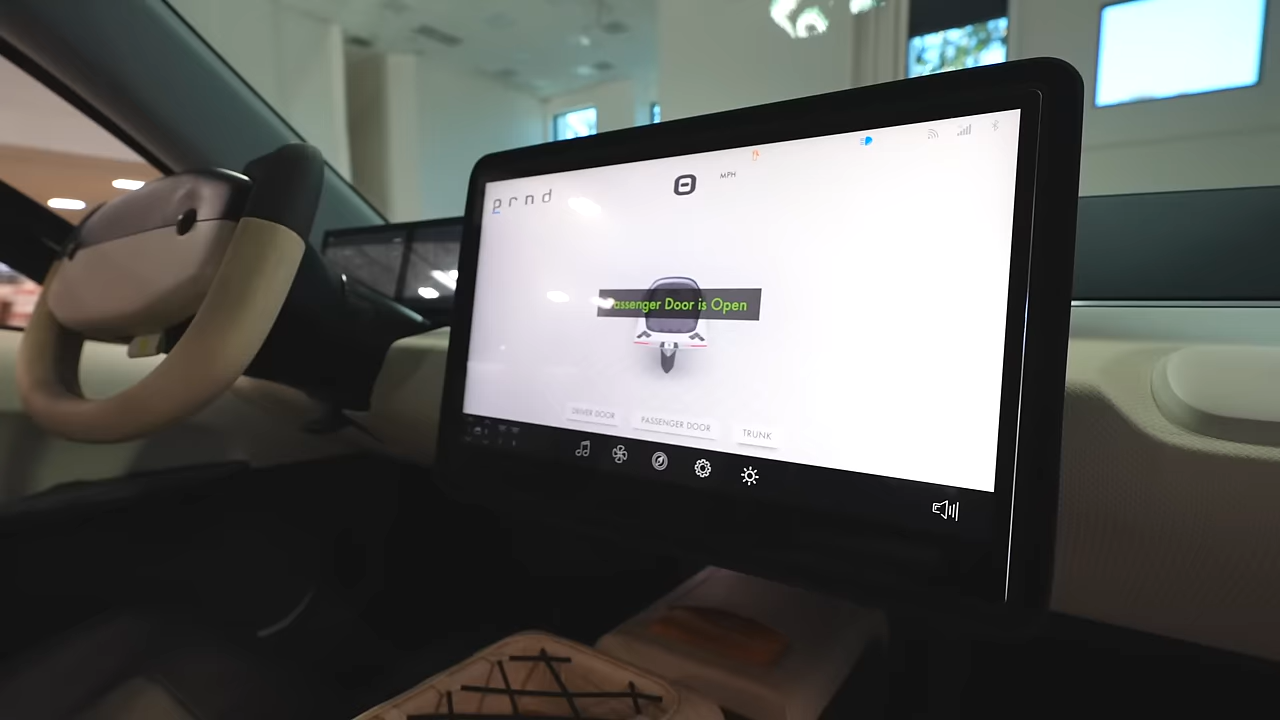 prnd
MPH
Passenger Door is Open
DRIVER DOOR
PASSENGER DOOR
TRUNK